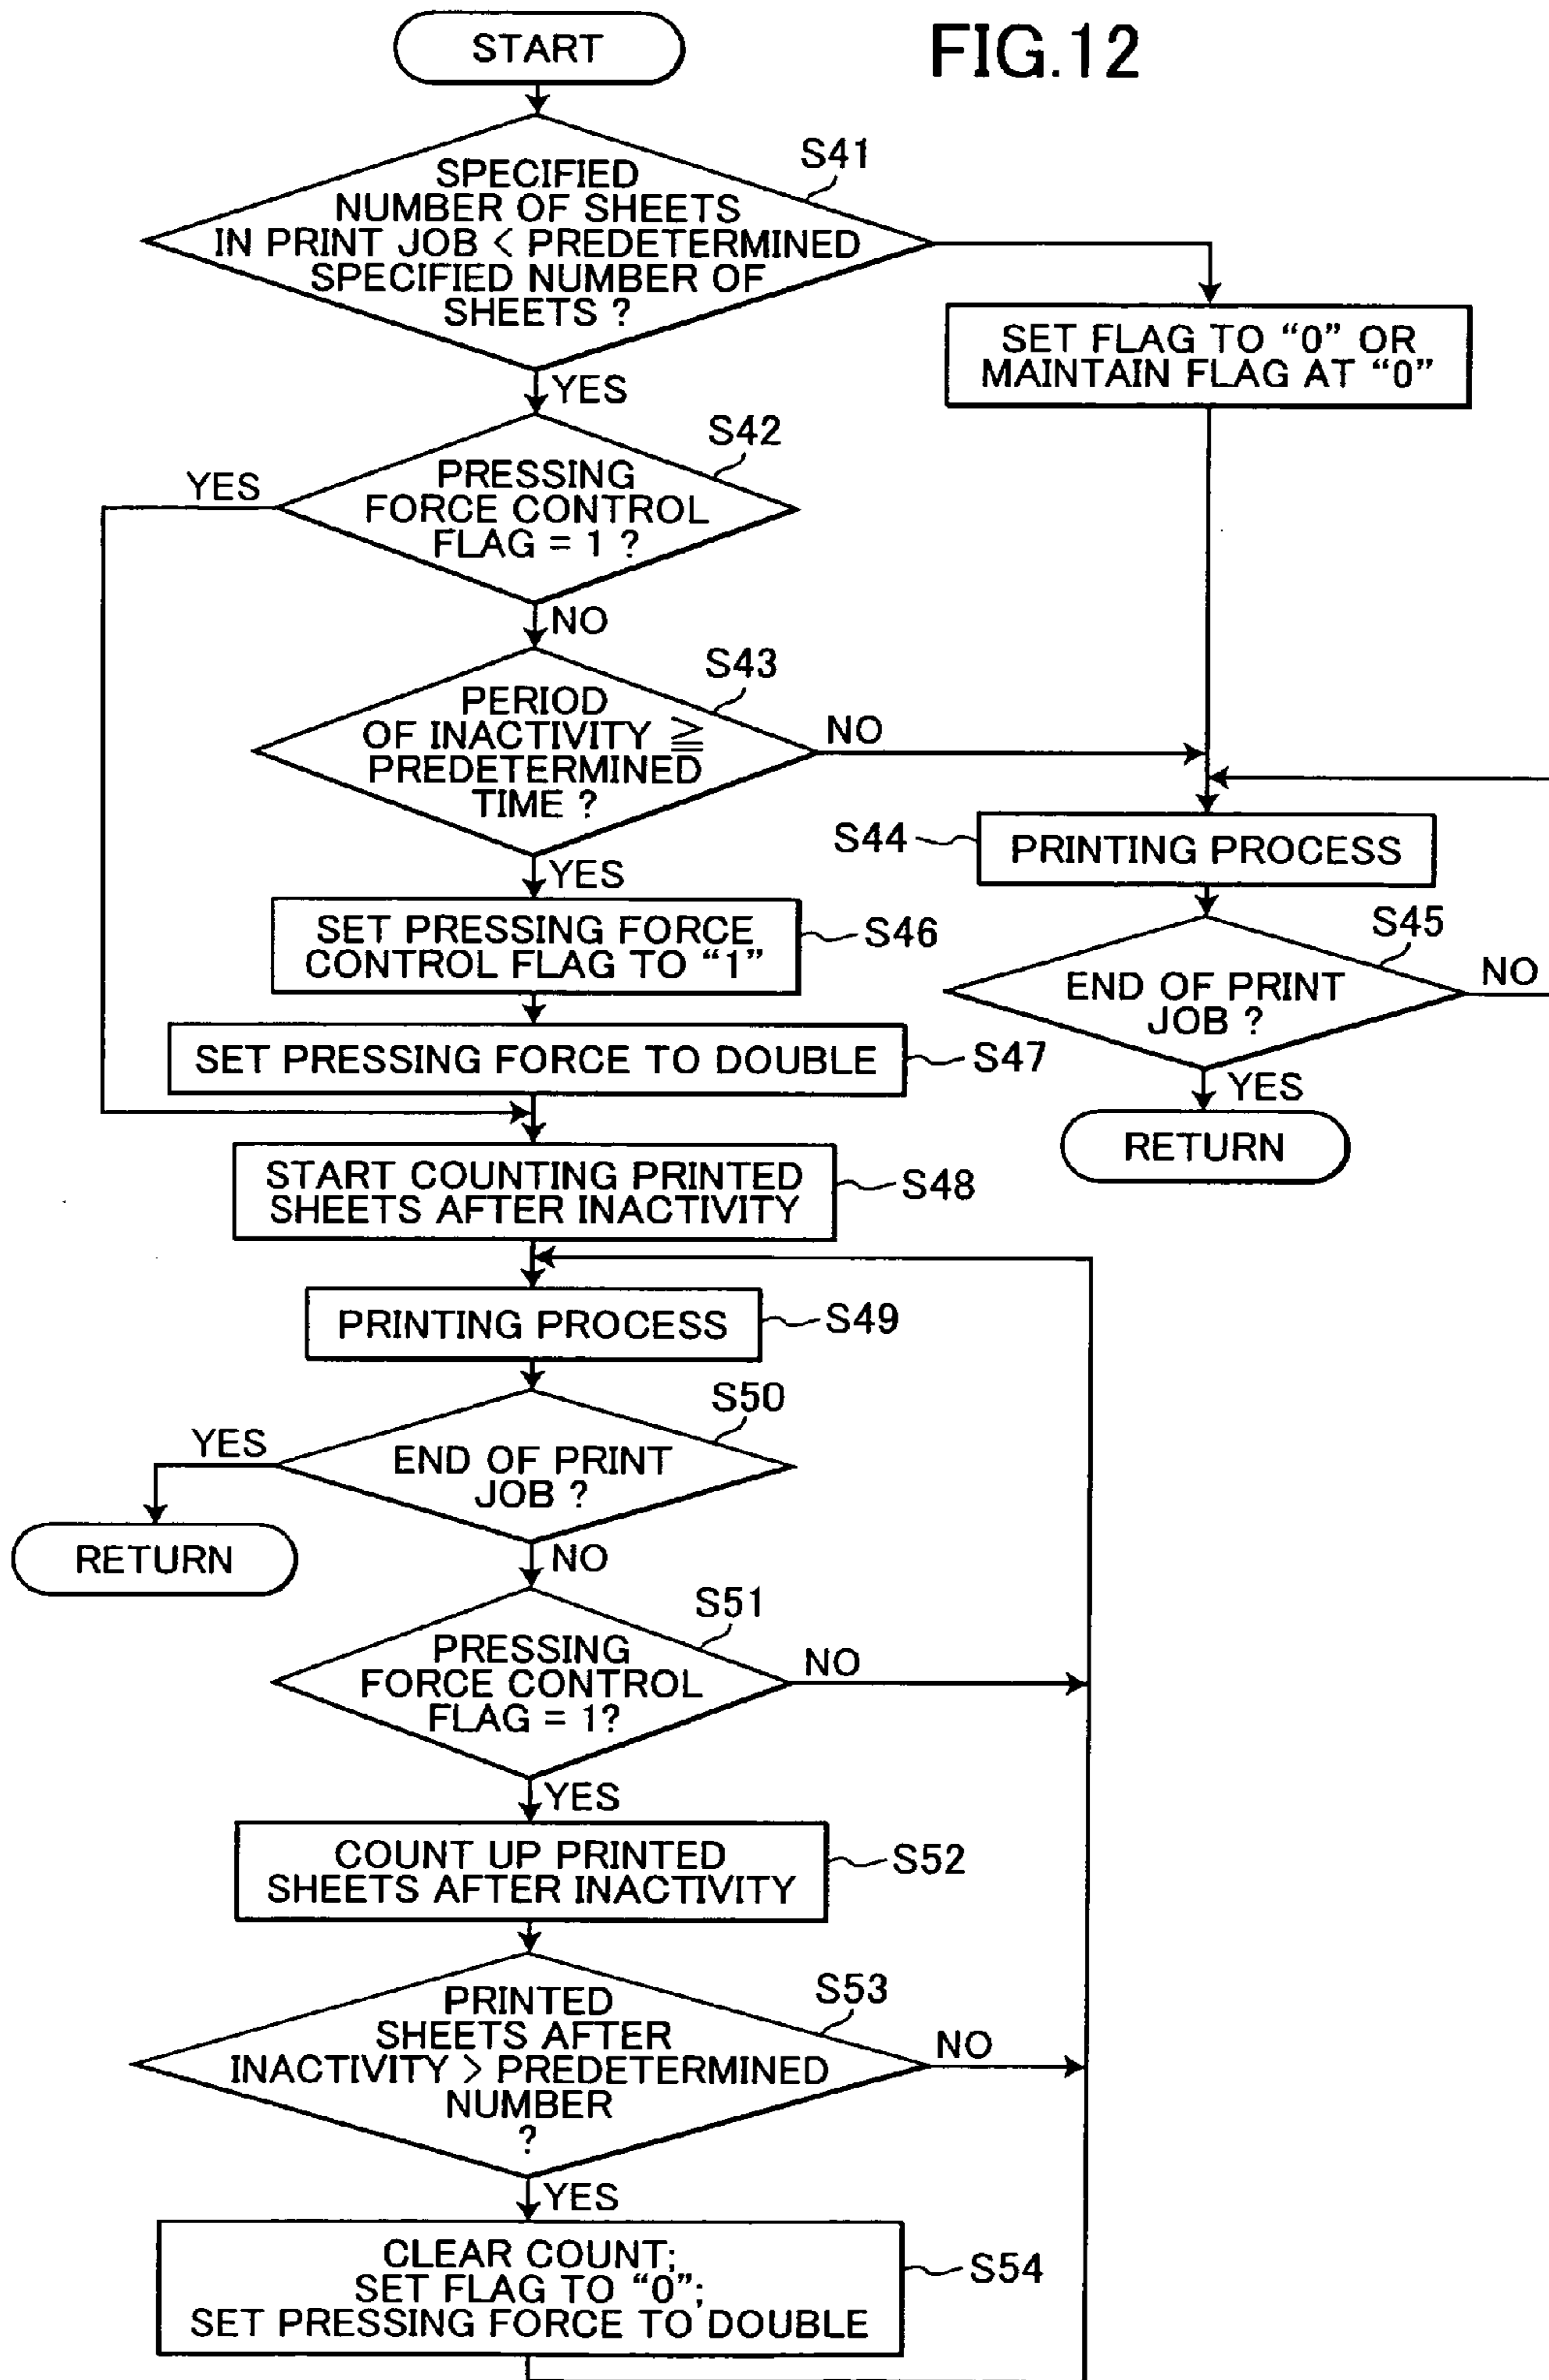 FIG.12
START
S41
SPECIFIED
NUMBER OF SHEETS
IN PRINT JOB < PREDETERMINED
SPECIFIED NUMBER OF
SHEETS ?
SET FLAG TO “0” OR
MAINTAIN FLAG AT “0”
YES
S42
YES
PRESSING
FORCE CONTROL
FLAG = 1 ?
NO
S43
PERIOD
OF INACTIVITY ≧
PREDETERMINED
TIME ?
NO
S44
PRINTING PROCESS
YES
S45
SET PRESSING FORCE
CONTROL FLAG TO “1”
S46
END OF PRINT
JOB ?
NO
SET PRESSING FORCE TO DOUBLE
S47
YES
RETURN
START COUNTING PRINTED
SHEETS AFTER INACTIVITY
S48
PRINTING PROCESS
S49
S50
YES
END OF PRINT
JOB ?
RETURN
NO
S51
PRESSING
FORCE CONTROL
FLAG = 1?
NO
YES
COUNT UP PRINTED
SHEETS AFTER INACTIVITY
S52
S53
PRINTED
SHEETS AFTER
INACTIVITY > PREDETERMINED
NUMBER
?
NO
YES
CLEAR COUNT;
SET FLAG TO “0”;
SET PRESSING FORCE TO DOUBLE
S54